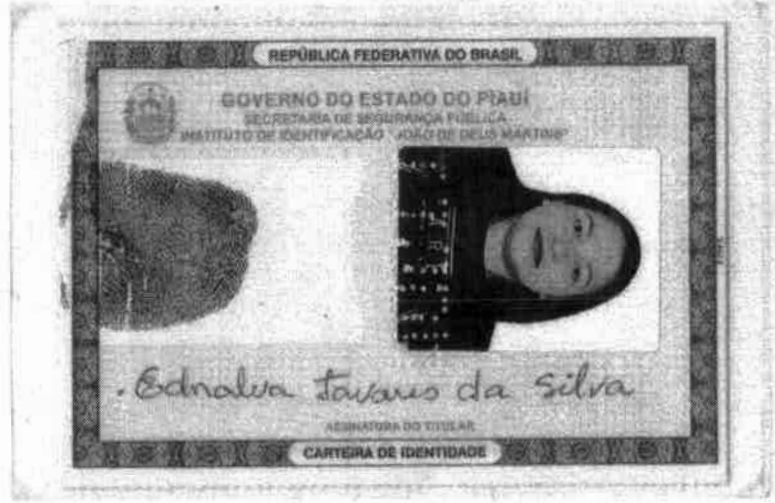 REPÚBLICA FEDERATIVA DO BRASIL
GOVERNO DO ESTADO DO PIAUÍ
SECRETARIA DE SEGURANÇA PÚBLICA
INSTITUTO DE IDENTIFICAÇÃO "JOÃO DE DEUS MARTINS"
Ednalva Tavares da Silva
ASSINATURA DO TITULAR
CARTEIRA DE IDENTIDADE